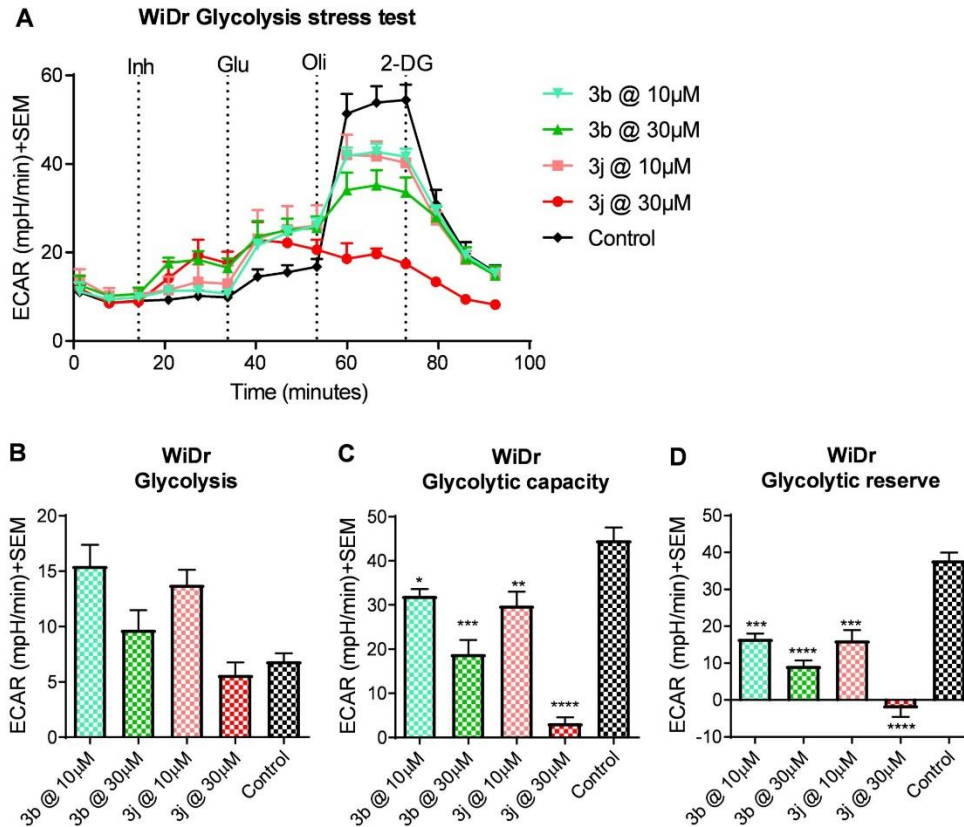 A
WiDr Glycolysis stress test
Inh Glu Oli 2-DG
ECAR (mpH/min)+SEM
60
40
20
0
0 20 40 60 80 100
Time (minutes)
3b @ 10µM
3b @ 30µM
3j @ 10µM
3j @ 30µM
Control
B
WiDr
Glycolysis
ECAR (mpH/min)+SEM
20
15
10
5
0
3b @ 10µM
3b @ 30µM
3j @ 10µM
3j @ 30µM
Control
C
WiDr
Glycolytic capacity
ECAR (mpH/min)+SEM
50
40
30
20
10
0
*
***
**
****
3b @ 10µM
3b @ 30µM
3j @ 10µM
3j @ 30µM
Control
D
WiDr
Glycolytic reserve
ECAR (mpH/min)+SEM
50
40
30
20
10
0
-10
***
****
***
****
3b @ 10µM
3b @ 30µM
3j @ 10µM
3j @ 30µM
Control